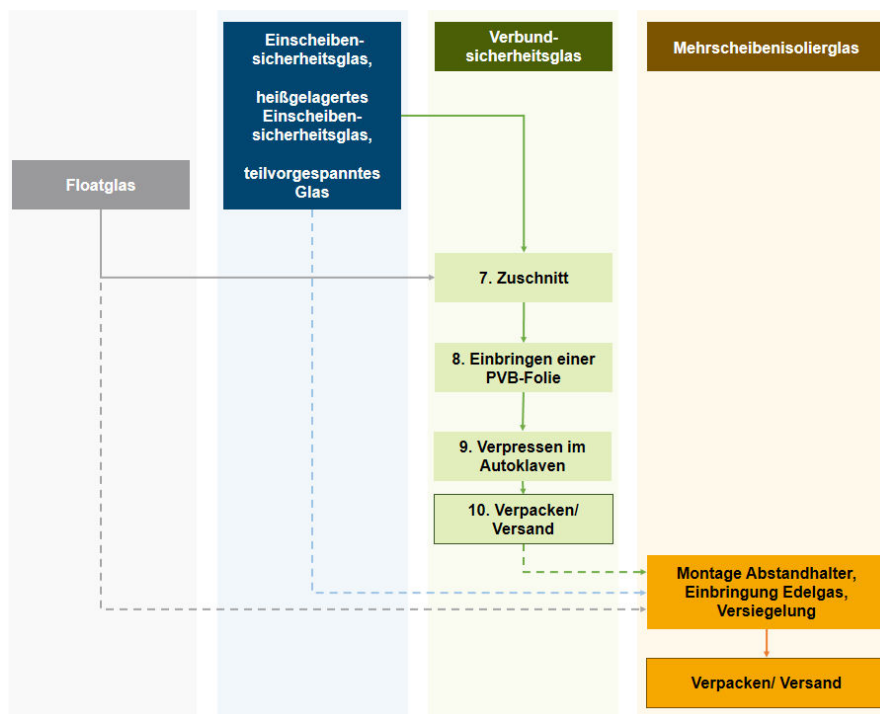 Floatglas
Einscheiben-
sicherheitsglas,
heißgelagertes
Einscheiben-
sicherheitsglas,
teilvorgespanntes
Glas
Verbund-
sicherheitsglas
Mehrscheibenisolierglas
7. Zuschnitt
8. Einbringen einer
PVB-Folie
9. Verpressen im
Autoklaven
10. Verpacken/
Versand
Montage Abstandhalter,
Einbringung Edelgas,
Versiegelung
Verpacken/ Versand